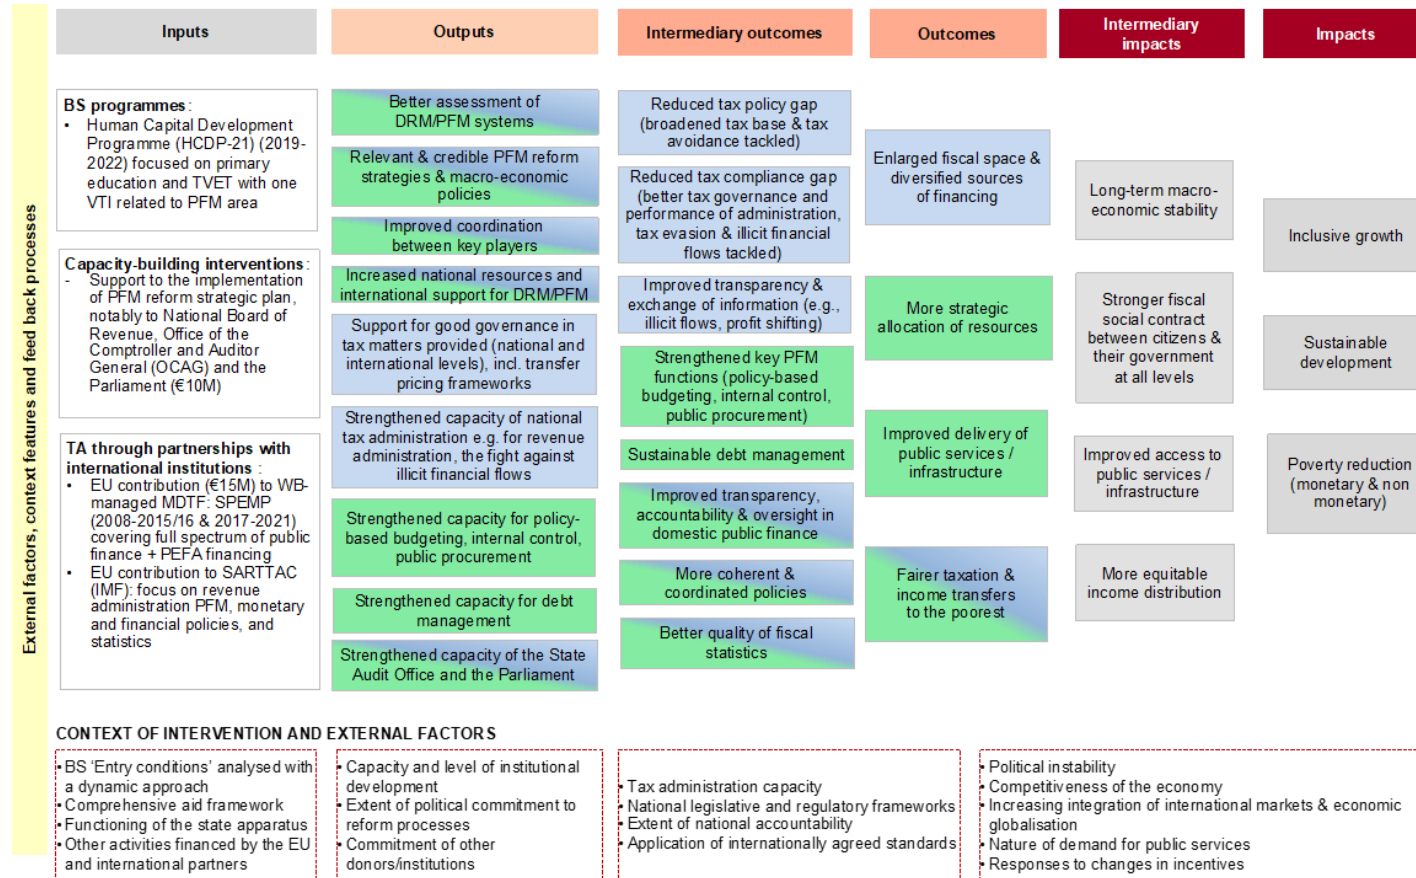 Inputs
Outputs
Intermediary outcomes
Outcomes
Intermediary
impacts
Impacts
External factors, context features and feed back processes
BS programmes:
• Human Capital Development
Programme (HCDP-21) (2019-
2022) focused on primary
education and TVET with one
VTI related to PFM area
Capacity-building interventions:
- Support to the implementation
of PFM reform strategic plan,
notably to National Board of
Revenue, Office of the
Comptroller and Auditor
General (OCAG) and the
Parliament (€10M)
TA through partnerships with
international institutions :
• EU contribution (€15M) to WB-
managed MDTF: SPEMP
(2008-2015/16 & 2017-2021)
covering full spectrum of public
finance + PEFA financing
• EU contribution to SARTTAC
(IMF): focus on revenue
administration PFM, monetary
and financial policies, and
statistics
Better assessment of
DRM/PFM systems
Relevant & credible PFM reform
strategies & macro-economic
policies
Improved coordination
between key players
Increased national resources and
international support for DRM/PFM
Support for good governance in
tax matters provided (national and
international levels), incl. transfer
pricing frameworks
Strengthened capacity of national
tax administration e.g. for revenue
administration, the fight against
illicit financial flows
Strengthened capacity for policy-
based budgeting, internal control,
public procurement
Strengthened capacity for debt
management
Strengthened capacity of the State
Audit Office and the Parliament
Reduced tax policy gap
(broadened tax base & tax
avoidance tackled)
Reduced tax compliance gap
(better tax governance and
performance of administration,
tax evasion & illicit financial
flows tackled)
Improved transparency &
exchange of information (e.g.,
illicit flows, profit shifting)
Strengthened key PFM
functions (policy-based
budgeting, internal control,
public procurement)
Sustainable debt management
Improved transparency,
accountability & oversight in
domestic public finance
More coherent &
coordinated policies
Better quality of fiscal
statistics
Enlarged fiscal space &
diversified sources
of financing
More strategic
allocation of resources
Improved delivery of
public services /
infrastructure
Fairer taxation &
income transfers
to the poorest
Long-term macro-
economic stability
Stronger fiscal
social contract
between citizens &
their government
at all levels
Improved access to
public services /
infrastructure
More equitable
income distribution
Inclusive growth
Sustainable
development
Poverty reduction
(monetary & non
monetary)
CONTEXT OF INTERVENTION AND EXTERNAL FACTORS
• BS ‘Entry conditions’ analysed with
a dynamic approach
• Comprehensive aid framework
• Functioning of the state apparatus
• Other activities financed by the EU
and international partners
• Capacity and level of institutional
development
• Extent of political commitment to
reform processes
• Commitment of other
donors/institutions
• Tax administration capacity
• National legislative and regulatory frameworks
• Extent of national accountability
• Application of internationally agreed standards
• Political instability
• Competitiveness of the economy
• Increasing integration of international markets & economic
globalisation
• Nature of demand for public services
• Responses to changes in incentives